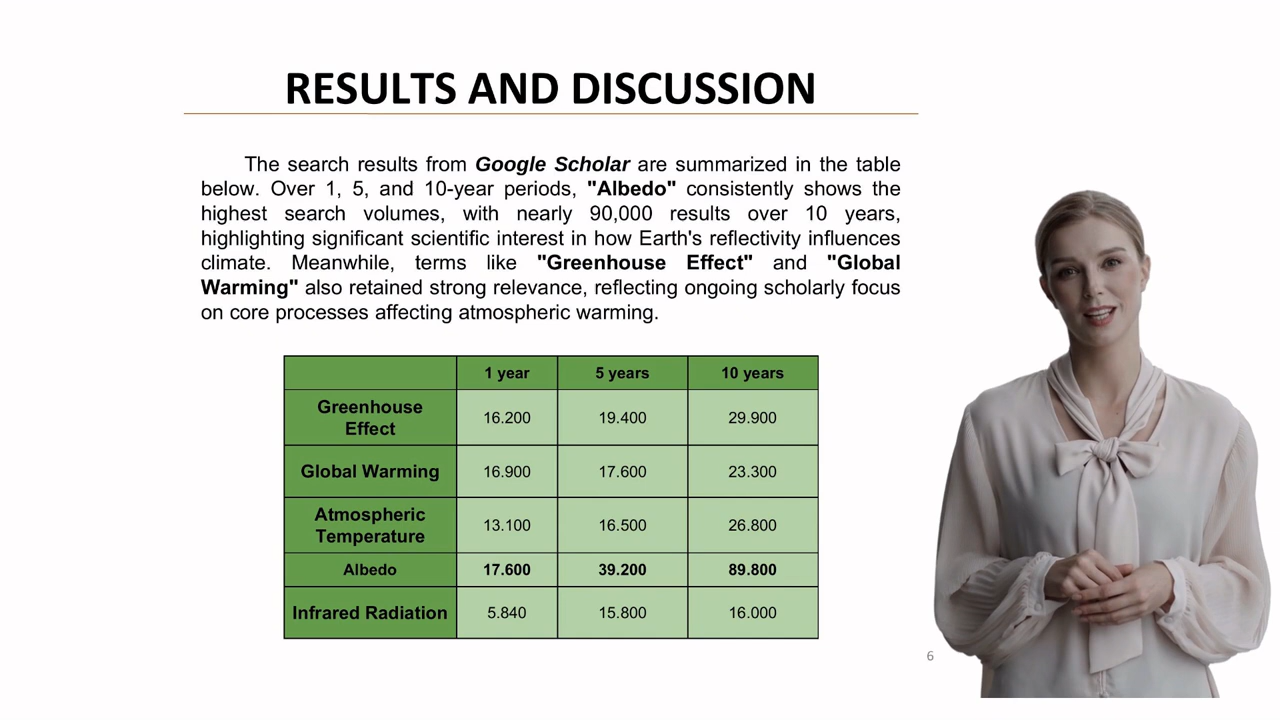 RESULTS AND DISCUSSION
The search results from Google Scholar are summarized in the table
below. Over 1, 5, and 10-year periods, "Albedo" consistently shows the
highest search volumes, with nearly 90,000 results over 10 years,
highlighting significant scientific interest in how Earth's reflectivity influences
climate. Meanwhile, terms like "Greenhouse Effect" and "Global
Warming" also retained strong relevance, reflecting ongoing scholarly focus
on core processes affecting atmospheric warming.
1 year 5 years 10 years
Greenhouse
Effect 16.200 19.400 29.900
Global Warming 16.900 17.600 23.300
Atmospheric
Temperature 13.100 16.500 26.800
Albedo 17.600 39.200 89.800
Infrared Radiation 5.840 15.800 16.000
6